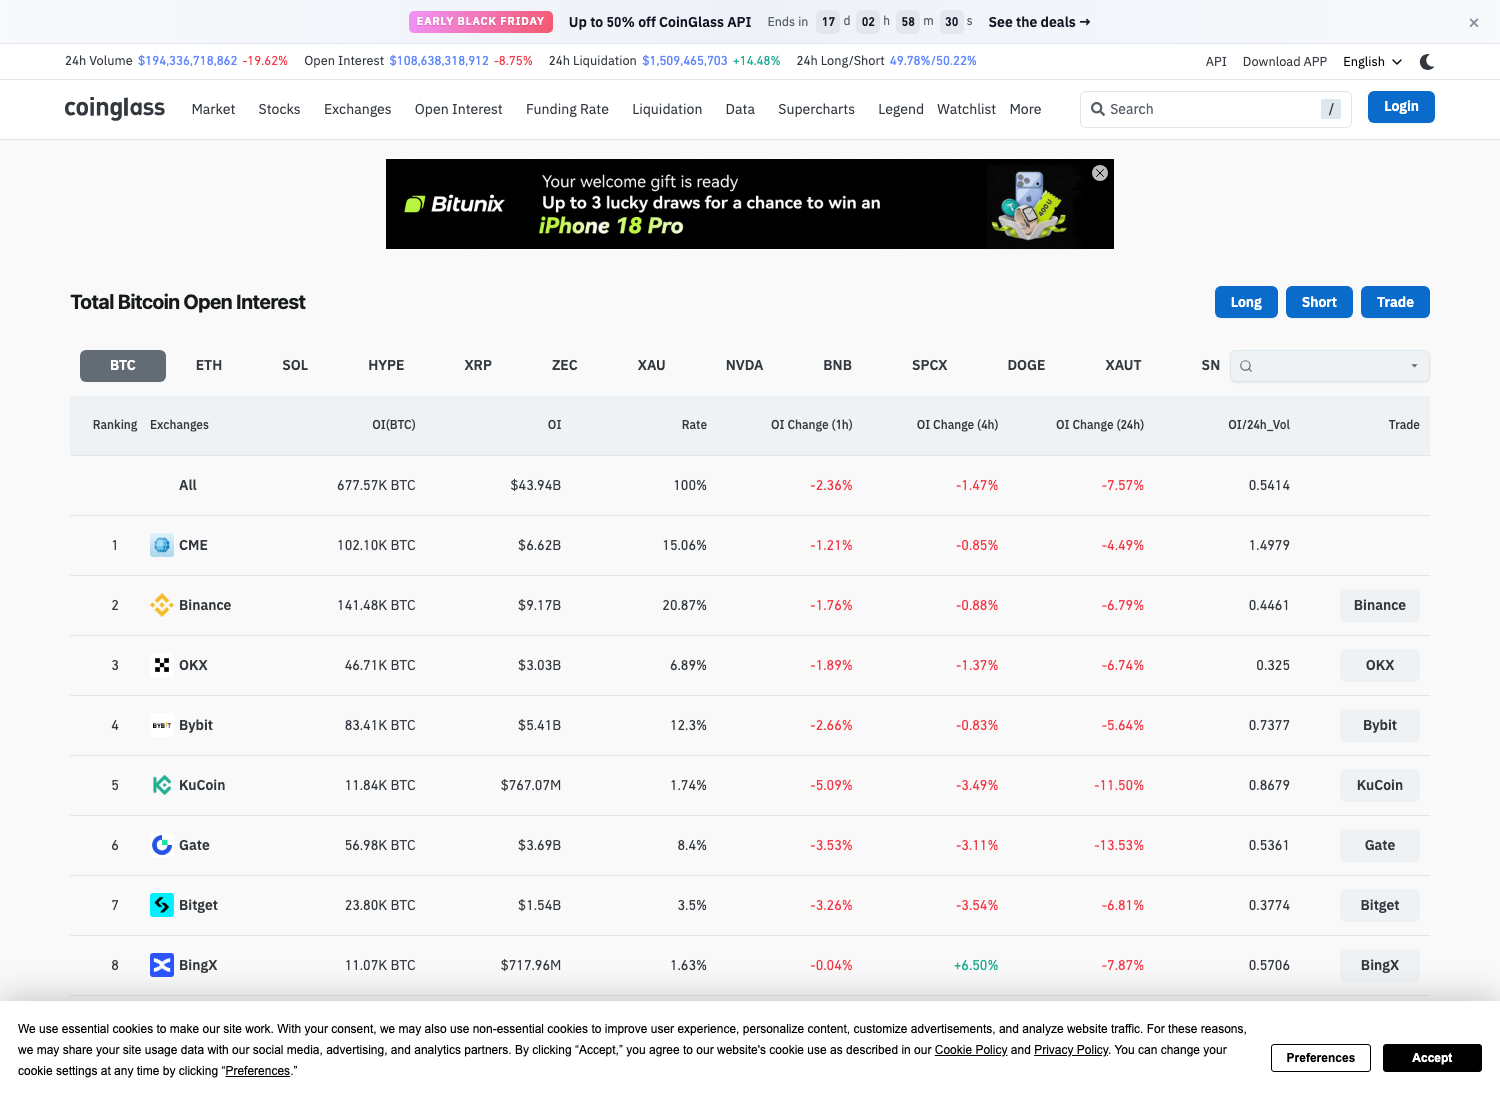 EARLY BLACK FRIDAY Up to 50% off CoinGlass API Ends in 17 d 02 h 58 m 30 s See the deals →
24h Volume $194,336,718,862 -19.62% Open Interest $108,638,318,912 -8.75% 24h Liquidation $1,509,465,703 +14.48% 24h Long/Short 49.78%/50.22% API Download APP English
coinglass Market Stocks Exchanges Open Interest Funding Rate Liquidation Data Supercharts Legend Watchlist More Search / Login
Bitunix
Your welcome gift is ready
Up to 3 lucky draws for a chance to win an
iPhone 18 Pro
400 U
Total Bitcoin Open Interest Long Short Trade
BTC ETH SOL HYPE XRP ZEC XAU NVDA BNB SPCX DOGE XAUT SN
Ranking Exchanges OI(BTC) OI Rate OI Change (1h) OI Change (4h) OI Change (24h) OI/24h_Vol Trade
All 677.57K BTC $43.94B 100% -2.36% -1.47% -7.57% 0.5414
1 CME 102.10K BTC $6.62B 15.06% -1.21% -0.85% -4.49% 1.4979
2 Binance 141.48K BTC $9.17B 20.87% -1.76% -0.88% -6.79% 0.4461 Binance
3 OKX 46.71K BTC $3.03B 6.89% -1.89% -1.37% -6.74% 0.325 OKX
4 BYBIT Bybit 83.41K BTC $5.41B 12.3% -2.66% -0.83% -5.64% 0.7377 Bybit
5 KuCoin 11.84K BTC $767.07M 1.74% -5.09% -3.49% -11.50% 0.8679 KuCoin
6 Gate 56.98K BTC $3.69B 8.4% -3.53% -3.11% -13.53% 0.5361 Gate
7 Bitget 23.80K BTC $1.54B 3.5% -3.26% -3.54% -6.81% 0.3774 Bitget
8 BingX 11.07K BTC $717.96M 1.63% -0.04% +6.50% -7.87% 0.5706 BingX
We use essential cookies to make our site work. With your consent, we may also use non-essential cookies to improve user experience, personalize content, customize advertisements, and analyze website traffic. For these reasons,
we may share your site usage data with our social media, advertising, and analytics partners. By clicking “Accept,” you agree to our website's cookie use as described in our Cookie Policy and Privacy Policy. You can change your
cookie settings at any time by clicking “Preferences.”
Preferences Accept